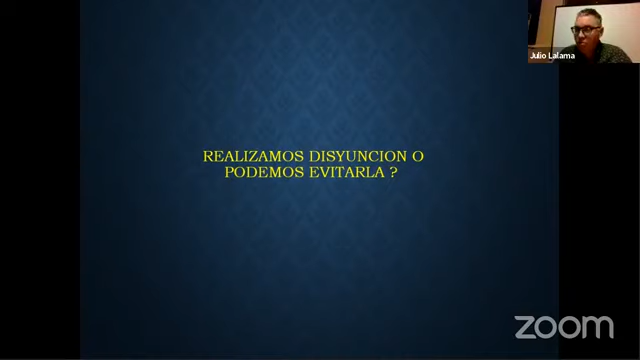 Julio Lalama
REALIZAMOS DISYUNCION O
PODEMOS EVITARLA ?
zoom